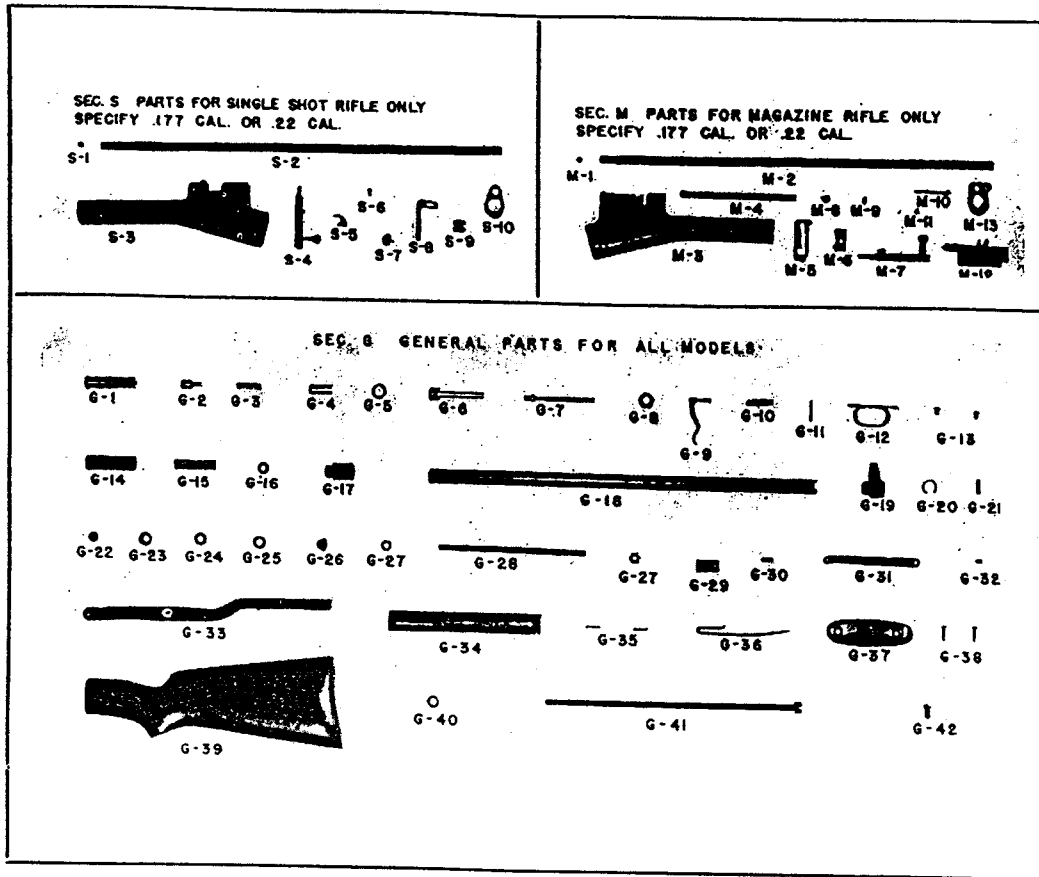 SEC. S PARTS FOR SINGLE SHOT RIFLE ONLY
SPECIFY .177 CAL. OR .22 CAL.
S-1
S-2
S-3
S-4
S-5
S-6
S-7
S-8
S-9
S-10
SEC. M PARTS FOR MAGAZINE RIFLE ONLY
SPECIFY .177 CAL. OR .22 CAL.
M-1
M-2
M-3
M-4
M-5
M-6
M-7
M-8
M-9
M-10
M-11
M-13
SEC. G GENERAL PARTS FOR ALL MODELS
G-1 G-2 G-3 G-4 G-5 G-6 G-7 G-8 G-9 G-10 G-11 G-12 G-13
G-14 G-15 G-16 G-17 G-18 G-19 G-20 G-21
G-22 G-23 G-24 G-25 G-26 G-27 G-28 G-27 G-29 G-30 G-31 G-32
G-33 G-34 G-35 G-36 G-37 G-38
G-39 G-40 G-41 G-42